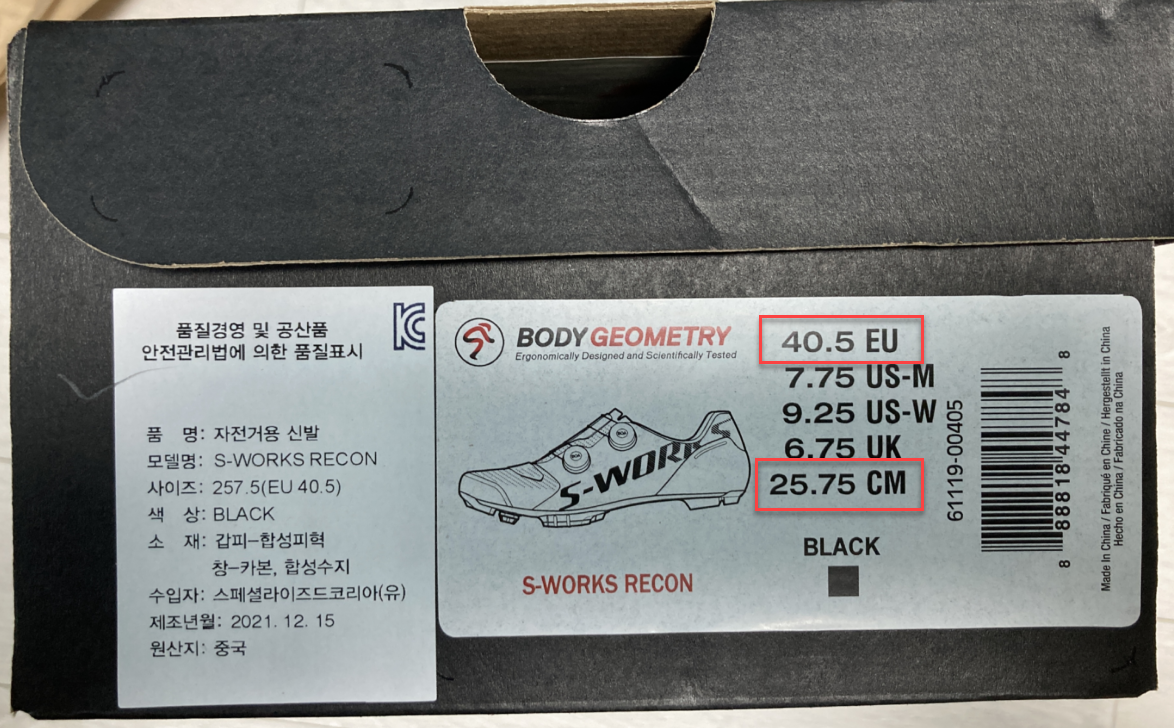 품질경영 및 공산품
안전관리법에 의한 품질표시
KC
품 명: 자전거용 신발
모델명: S-WORKS RECON
사이즈: 257.5(EU 40.5)
色 상: BLACK
소 재: 갑피-합성피혁
창-카본, 합성수지
수입자: 스페셜라이즈드코리아(유)
제조년월: 2021. 12. 15
원산지: 중국
BODY GEOMETRY
Ergonomically Designed and Scientifically Tested
40.5 EU
7.75 US-M
9.25 US-W
6.75 UK
25.75 CM
S-WORKS
BLACK
S-WORKS RECON
61119-00405
8 88818 44784 8
Made In China / Fabriqué en Chine / Hergestellt in China
Hecho en China / Fabricado na China